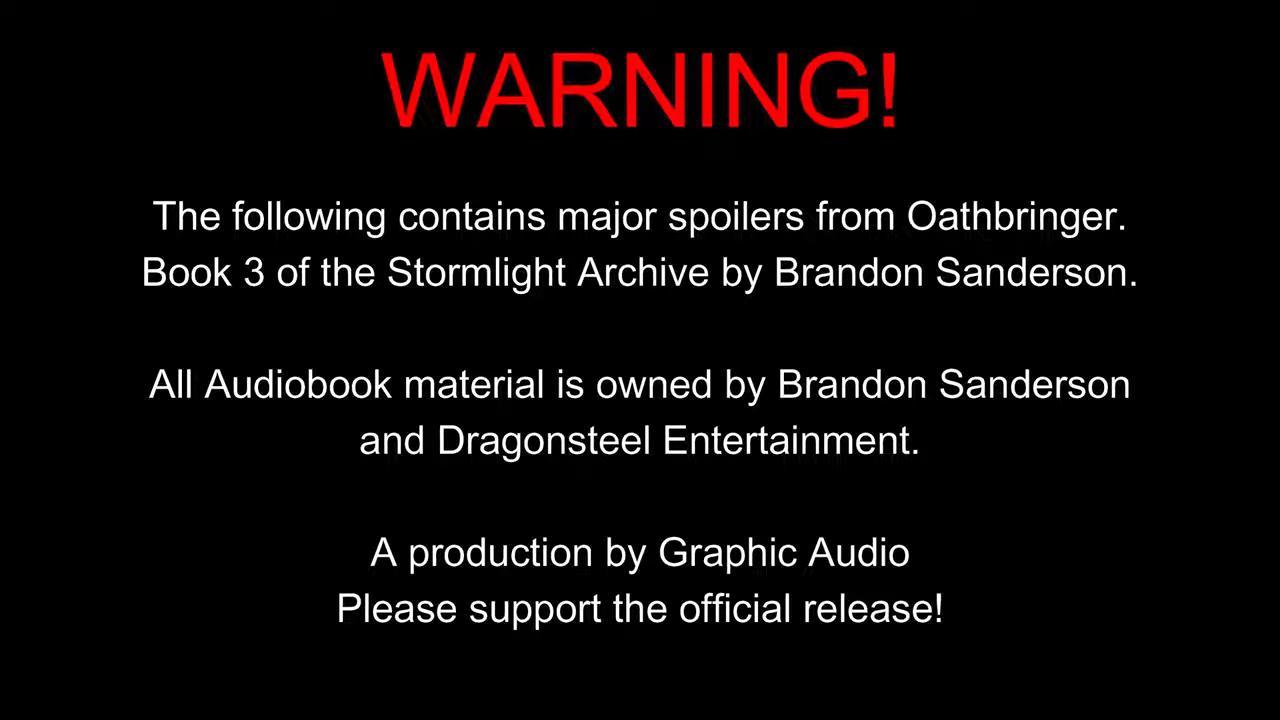 WARNING!
The following contains major spoilers from Oathbringer.
Book 3 of the Stormlight Archive by Brandon Sanderson.
All Audiobook material is owned by Brandon Sanderson
and Dragonsteel Entertainment.
A production by Graphic Audio
Please support the official release!